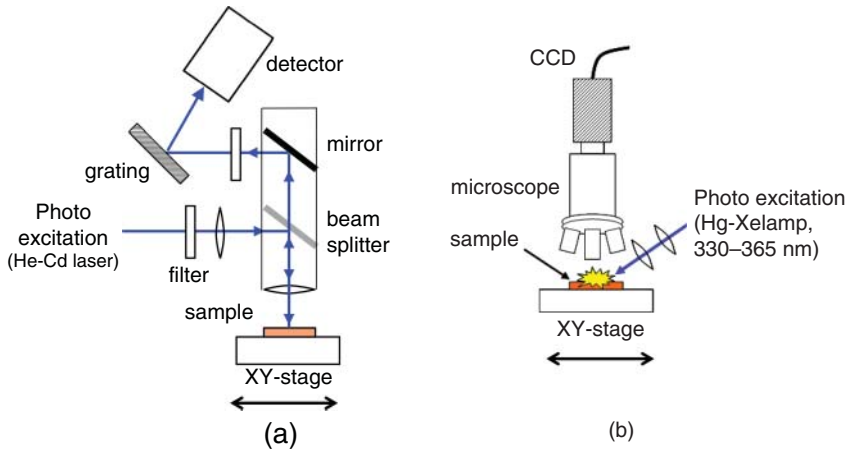 detector
mirror
grating
Photo
excitation
(He-Cd laser)
beam
splitter
filter
sample
XY-stage
(a)
CCD
microscope
Photo excitation
(Hg-Xelamp,
330–365 nm)
sample
XY-stage
(b)